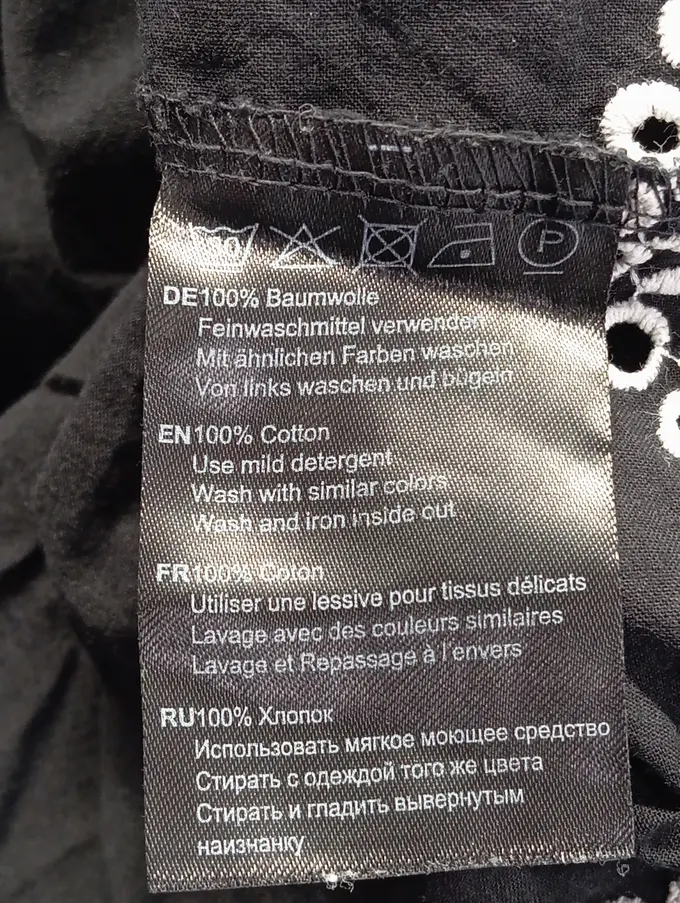 P
DE100% Baumwolle
Feinwaschmittel verwenden
Mit ähnlichen Farben waschen
Von links waschen und bügeln
EN100% Cotton
Use mild detergent
Wash with similar colors
Wash and iron inside out
FR100% Coton
Utiliser une lessive pour tissus délicats
Lavage avec des couleurs similaires
Lavage et Repassage à l'envers
RU100% Хлопок
Использовать мягкое моющее средство
Стирать с одеждой того же цвета
Стирать и гладить вывернутым
наизнанку